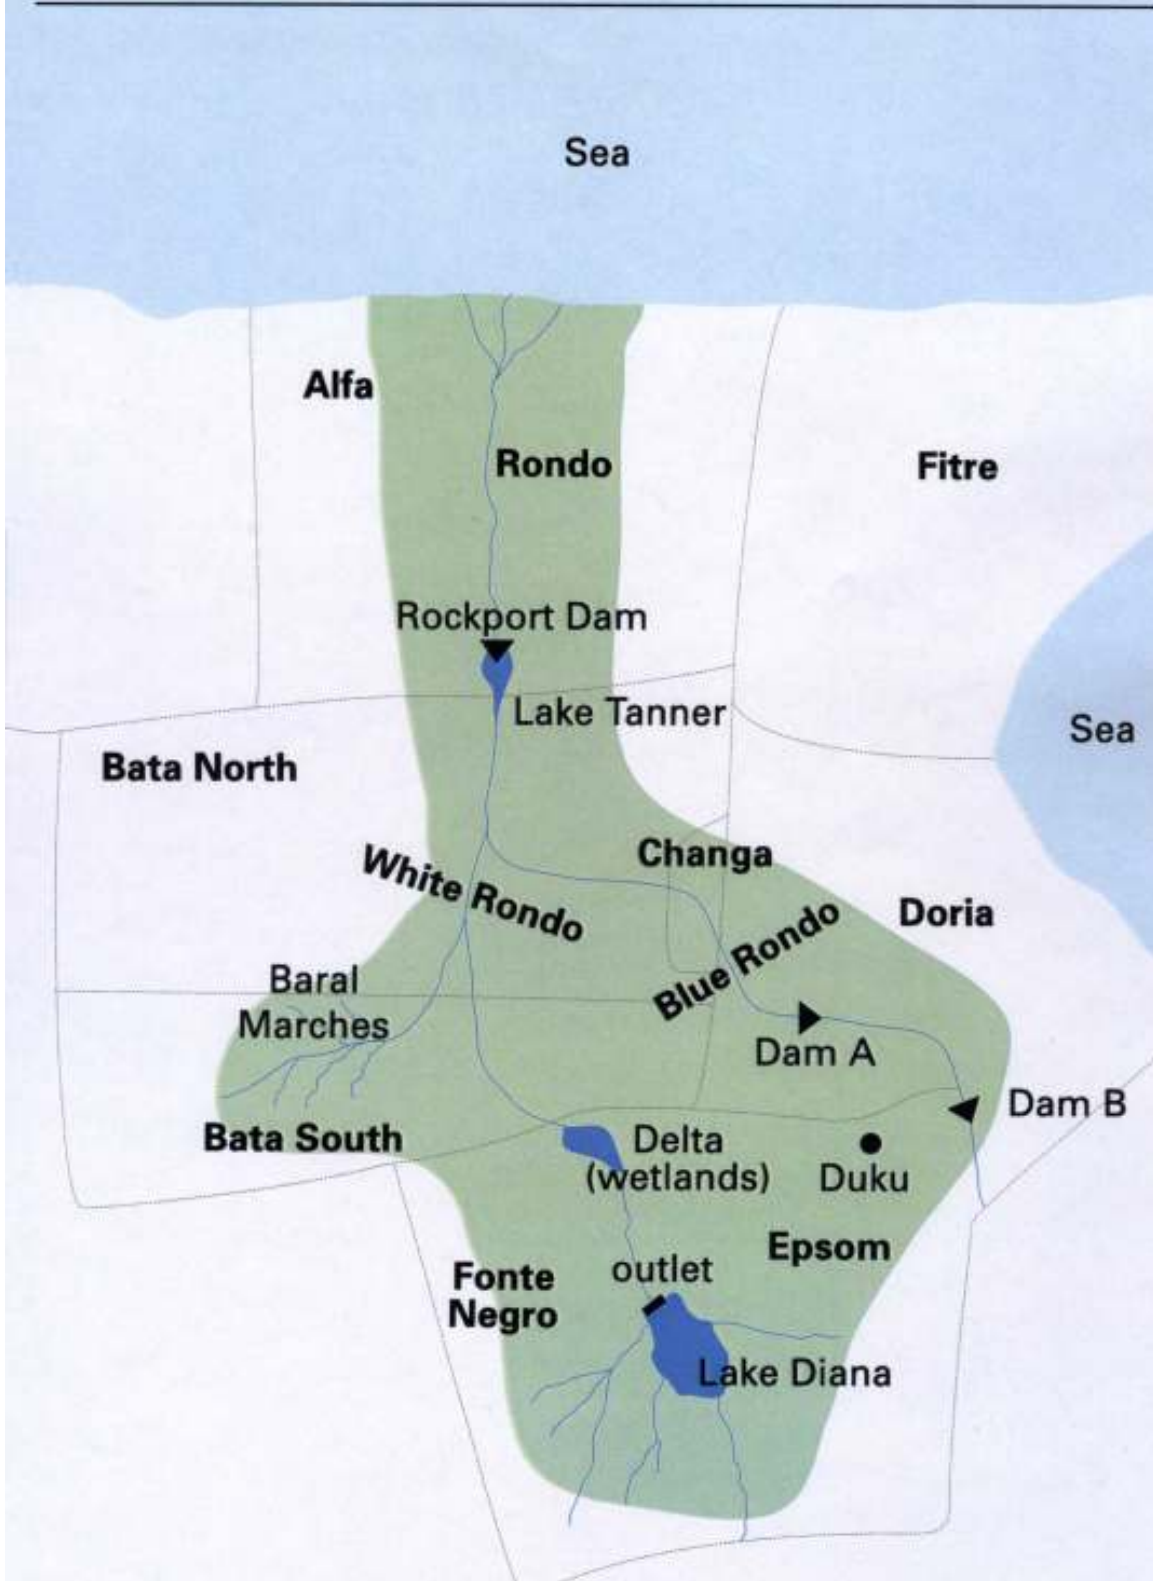 Sea
Alfa
Rondo
Fitre
Rockport Dam
Lake Tanner
Sea
Bata North
Changa
White Rondo
Doria
Blue Rondo
Baral
Marches
Dam A
Dam B
Bata South
Delta
(wetlands)
Duku
Epsom
outlet
Fonte
Negro
Lake Diana